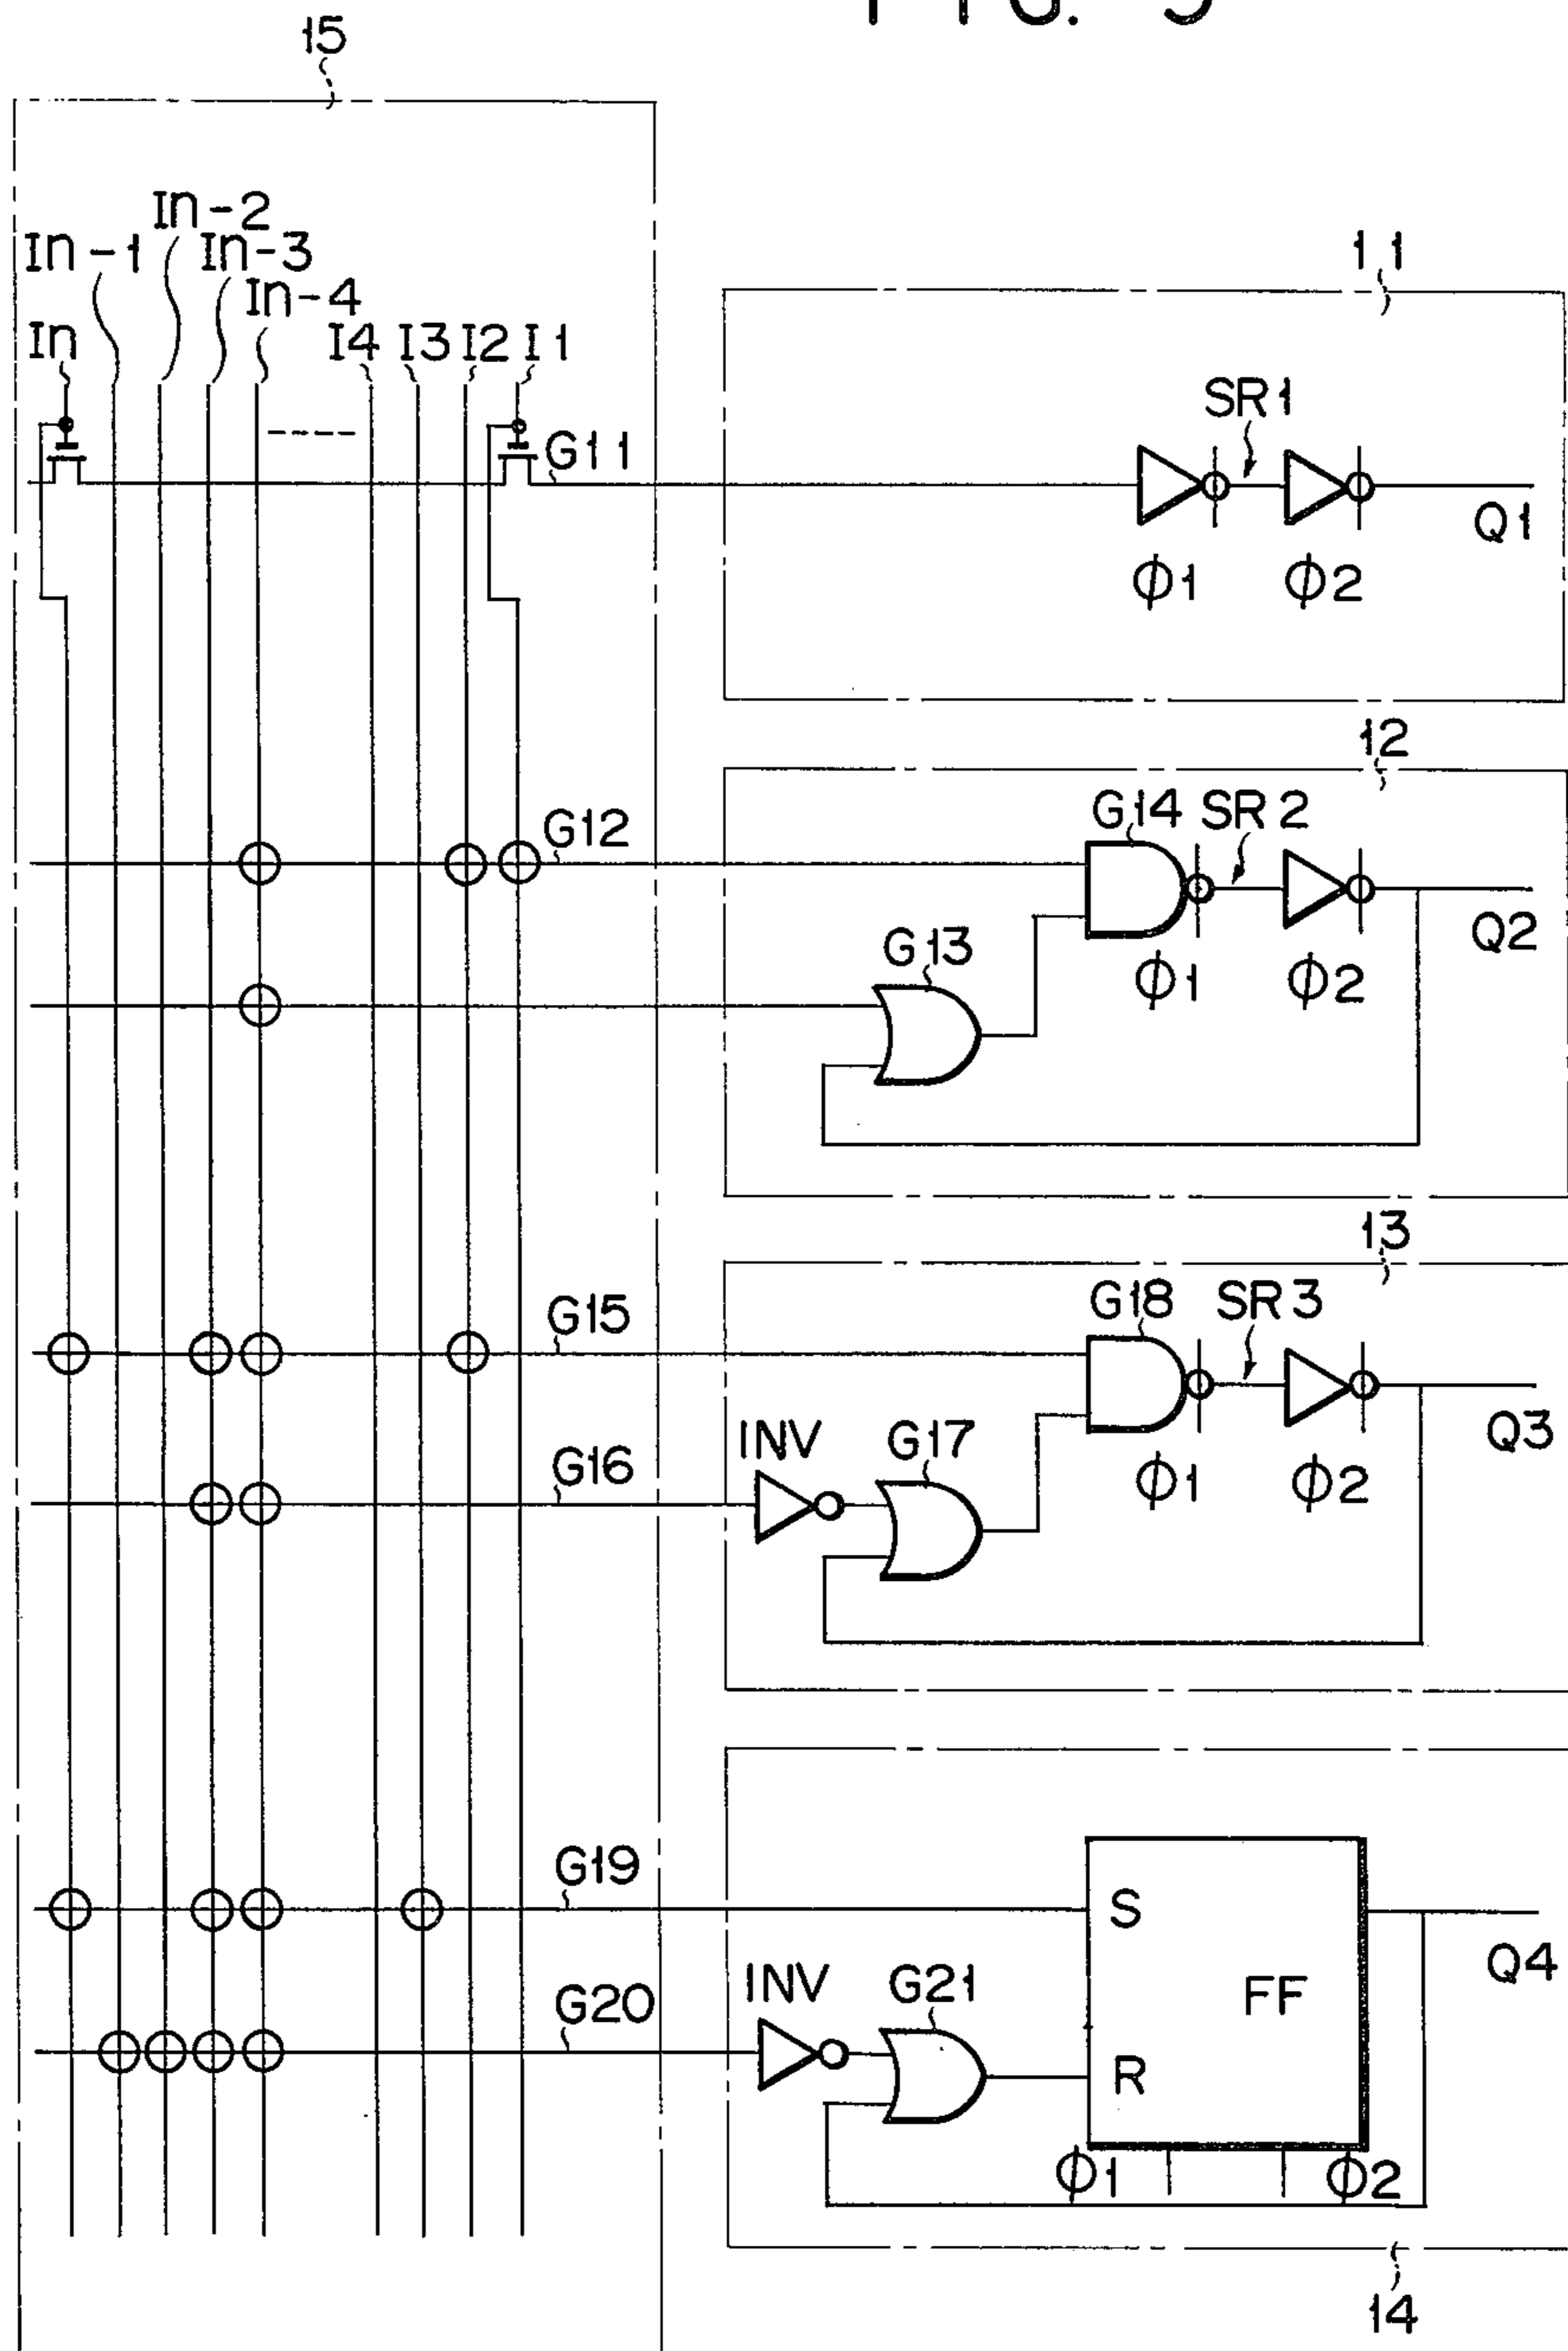 FIG. 5
15
In-2
In-1 In-3
In-4
In I4 I3 I2 I1
G11
11
SR1
Q1
ϕ1 ϕ2
12
G12
G14 SR2
G13
Q2
ϕ1 ϕ2
13
G15
G18 SR3
G16
INV G17
Q3
ϕ1 ϕ2
G19
S
Q4
FF
G20
INV G21
R
ϕ1 ϕ2
14